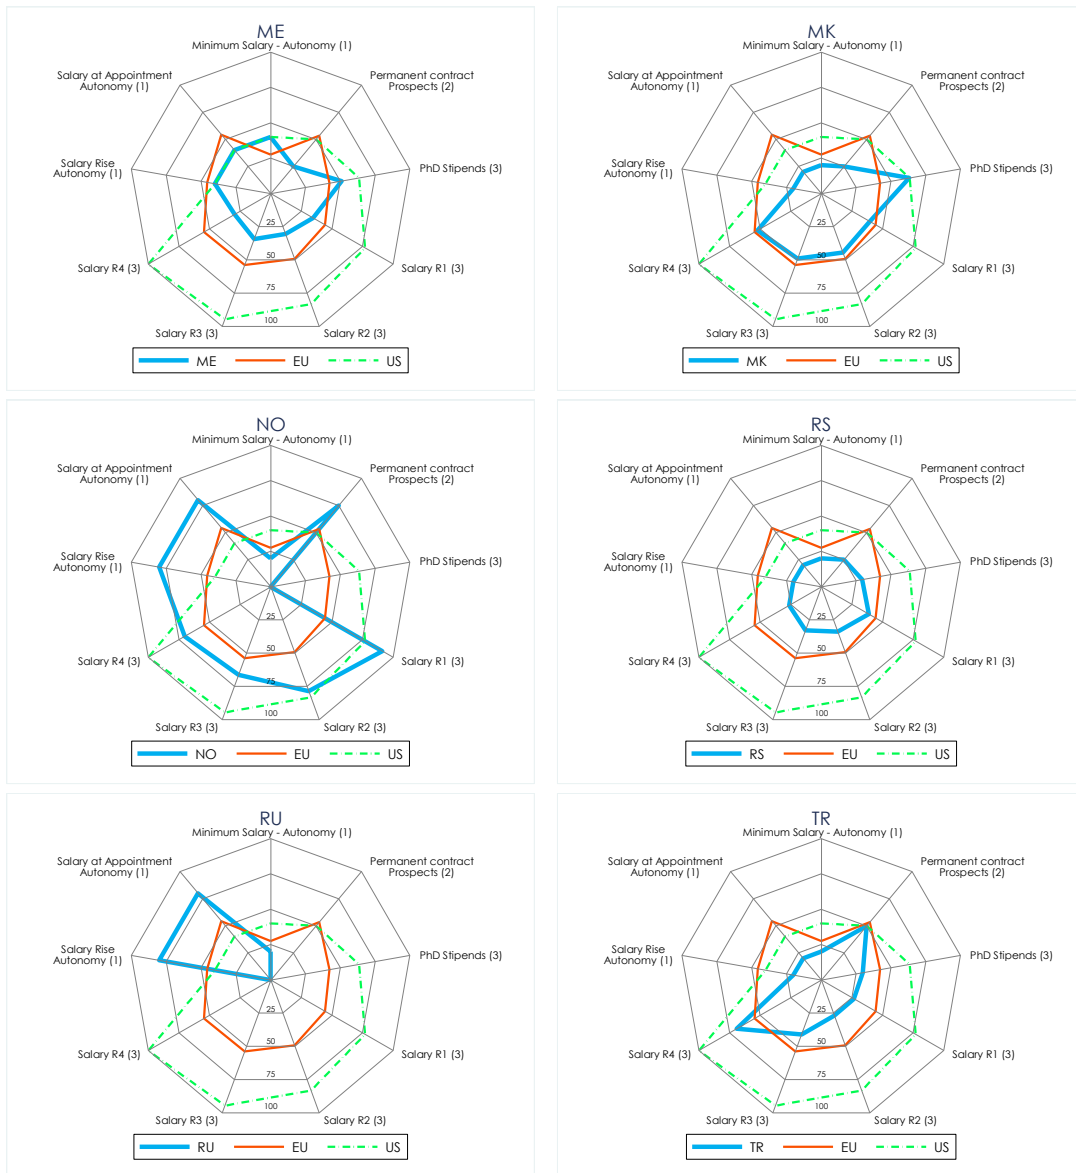 ME
Minimum Salary - Autonomy (1)
Salary at Appointment
Autonomy (1)
Permanent contract
Prospects (2)
Salary Rise
Autonomy (1)
PhD Stipends (3)
25
50
75
100
Salary R4 (3)
Salary R1 (3)
Salary R3 (3)
Salary R2 (3)
ME EU US
MK
Minimum Salary - Autonomy (1)
Salary at Appointment
Autonomy (1)
Permanent contract
Prospects (2)
Salary Rise
Autonomy (1)
PhD Stipends (3)
25
50
75
100
Salary R4 (3)
Salary R1 (3)
Salary R3 (3)
Salary R2 (3)
MK EU US
NO
Minimum Salary - Autonomy (1)
Salary at Appointment
Autonomy (1)
Permanent contract
Prospects (2)
Salary Rise
Autonomy (1)
PhD Stipends (3)
25
50
75
100
Salary R4 (3)
Salary R1 (3)
Salary R3 (3)
Salary R2 (3)
NO EU US
RS
Minimum Salary - Autonomy (1)
Salary at Appointment
Autonomy (1)
Permanent contract
Prospects (2)
Salary Rise
Autonomy (1)
PhD Stipends (3)
25
50
75
100
Salary R4 (3)
Salary R1 (3)
Salary R3 (3)
Salary R2 (3)
RS EU US
RU
Minimum Salary - Autonomy (1)
Salary at Appointment
Autonomy (1)
Permanent contract
Prospects (2)
Salary Rise
Autonomy (1)
PhD Stipends (3)
25
50
75
100
Salary R4 (3)
Salary R1 (3)
Salary R3 (3)
Salary R2 (3)
RU EU US
TR
Minimum Salary - Autonomy (1)
Salary at Appointment
Autonomy (1)
Permanent contract
Prospects (2)
Salary Rise
Autonomy (1)
PhD Stipends (3)
25
50
75
100
Salary R4 (3)
Salary R1 (3)
Salary R3 (3)
Salary R2 (3)
TR EU US